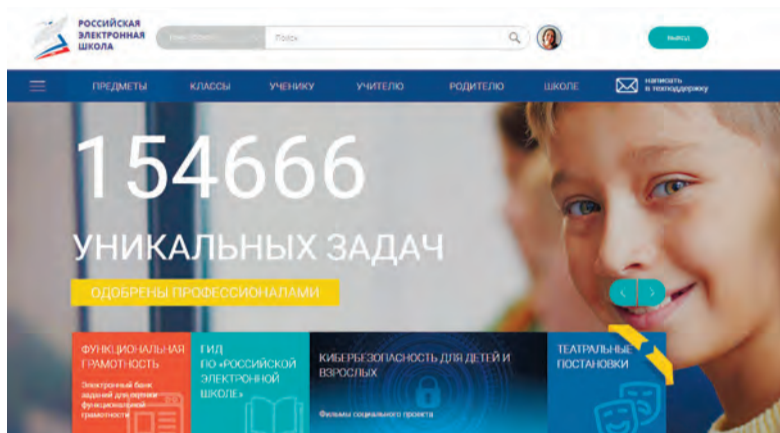 РОССИЙСКАЯ
ЭЛЕКТРОННАЯ
ШКОЛА
Поиск
ВЫХОД
ПРЕДМЕТЫ КЛАССЫ УЧЕНИКУ УЧИТЕЛЮ РОДИТЕЛЮ ШКОЛЕ
написать
в техподдержку
154666
УНИКАЛЬНЫХ ЗАДАЧ
ОДОБРЕНЫ ПРОФЕССИОНАЛАМИ
ФУНКЦИОНАЛЬНАЯ
ГРАМОТНОСТЬ
Электронный банк
заданий для оценки
функциональной
грамотности
ГИД
ПО «РОССИЙСКОЙ
ЭЛЕКТРОННОЙ
ШКОЛЕ»
КИБЕРБЕЗОПАСНОСТЬ ДЛЯ ДЕТЕЙ И
ВЗРОСЛЫХ
Фильмы социального проекта
ТЕАТРАЛЬНЫЕ
ПОСТАНОВКИ